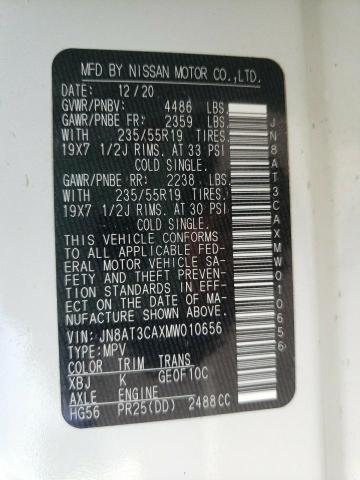 MFD BY NISSAN MOTOR CO.,LTD.
DATE: 12/20
GVWR/PNBV: 4486 LBS.
GAWR/PNBE FR: 2359 LBS.
WITH 235/55R19 TIRES.
19X7 1/2J RIMS. AT 33 PSI
COLD SINGLE.
GAWR/PNBE RR: 2238 LBS.
WITH 235/55R19 TIRES.
19X7 1/2J RIMS. AT 30 PSI
COLD SINGLE.
THIS VEHICLE CONFORMS
TO ALL APPLICABLE FED-
ERAL MOTOR VEHICLE SA-
FETY AND THEFT PREVEN-
TION STANDARDS IN EFF-
ECT ON THE DATE OF MA-
NUFACTURE SHOWN ABOVE.
VIN: JN8AT3CAXMW010656
TYPE: MPV
COLOR TRIM TRANS
XBJ K GE0F10C
AXLE ENGINE
HG56 PR25(DD) 2488CC
JN8AT3CAXMW010656